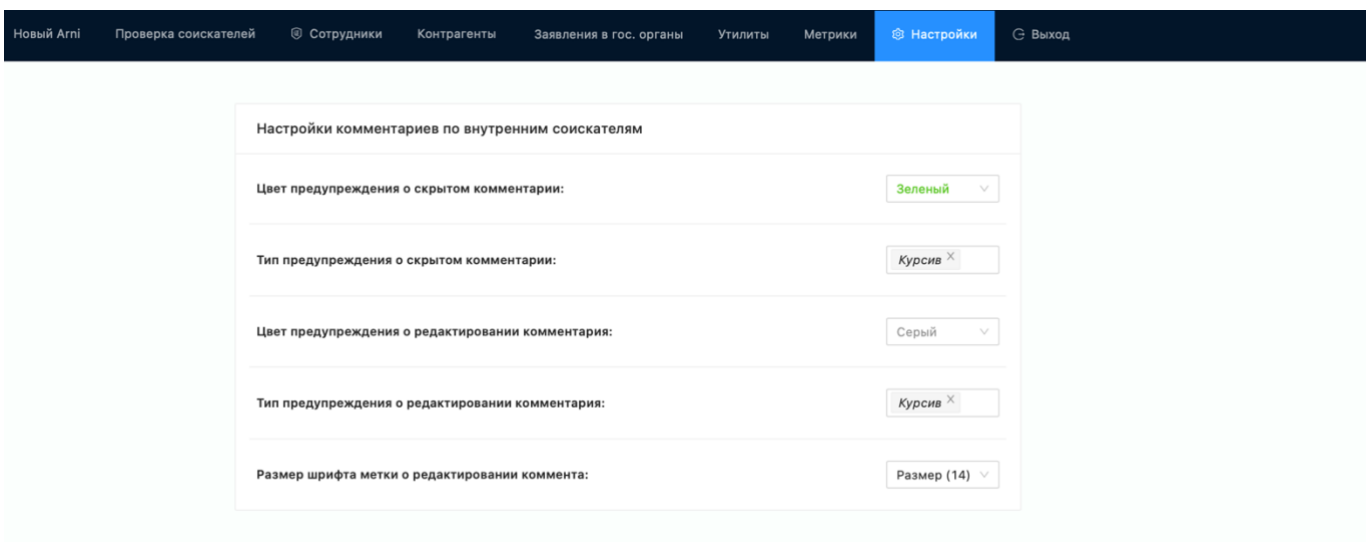 Новый Arni Проверка соискателей Сотрудники Контрагенты Заявления в гос. органы Утилиты Метрики Настройки Выход
Настройки комментариев по внутренним соискателям
Цвет предупреждения о скрытом комментарии: Зеленый
Тип предупреждения о скрытом комментарии: Курсив
Цвет предупреждения о редактировании комментария: Серый
Тип предупреждения о редактировании комментария: Курсив
Размер шрифта метки о редактировании коммента: Размер (14)